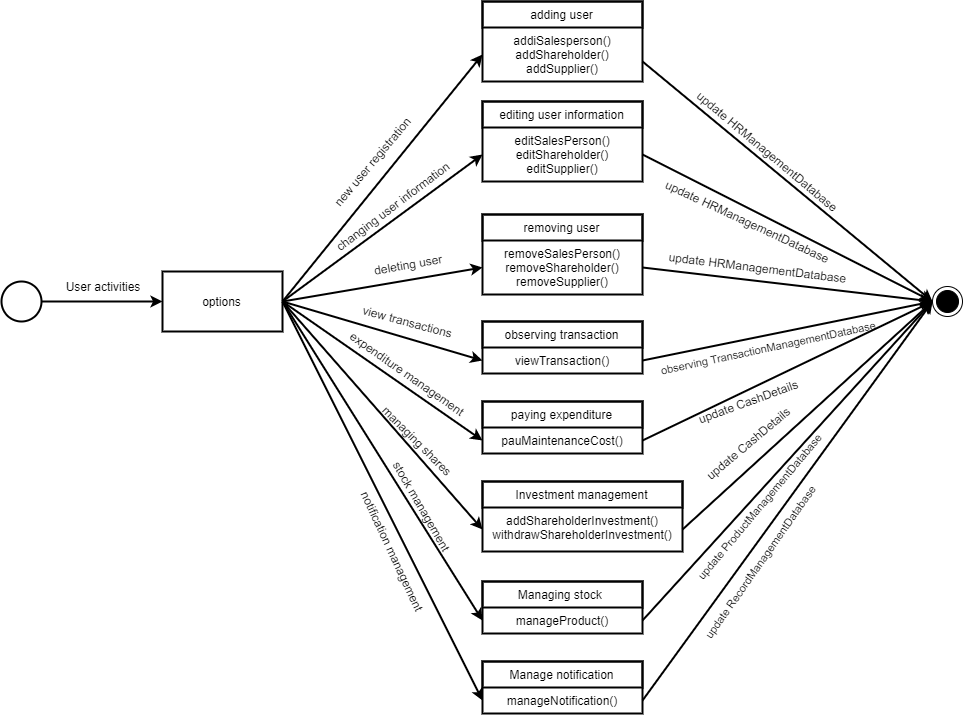 adding user
addiSalesperson()
addShareholder()
addSupplier()
new user registration
update HRManagementDatabase
editing user information
editSalesPerson()
editShareholder()
editSupplier()
changing user information
update HRManagementDatabase
removing user
removeSalesPerson()
removeShareholder()
removeSupplier()
deleting user
update HRManagementDatabase
User activities
options
view transactions
observing transaction
viewTransaction()
observing TransactionManagementDatabase
expenditure management
paying expenditure
pauMaintenanceCost()
update CashDetails
managing shares
Investment management
addShareholderInvestment()
withdrawShareholderInvestment()
update CashDetails
stock management
Managing stock
manageProduct()
update ProductManagementDatabase
notification management
Manage notification
manageNotification()
update RecordManagementDatabase